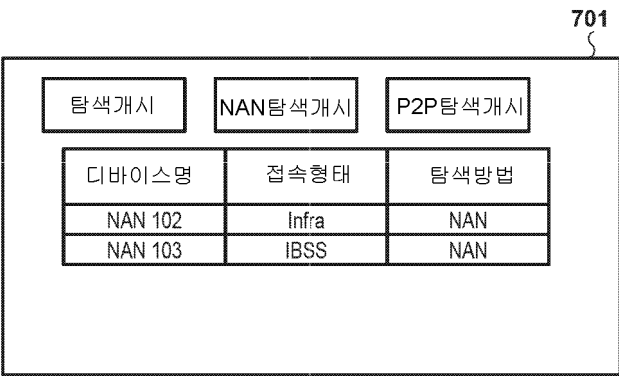 701
탐색개시 NAN탐색개시 P2P탐색개시
디바이스명 접속형태 탐색방법
NAN 102 Infra NAN
NAN 103 IBSS NAN